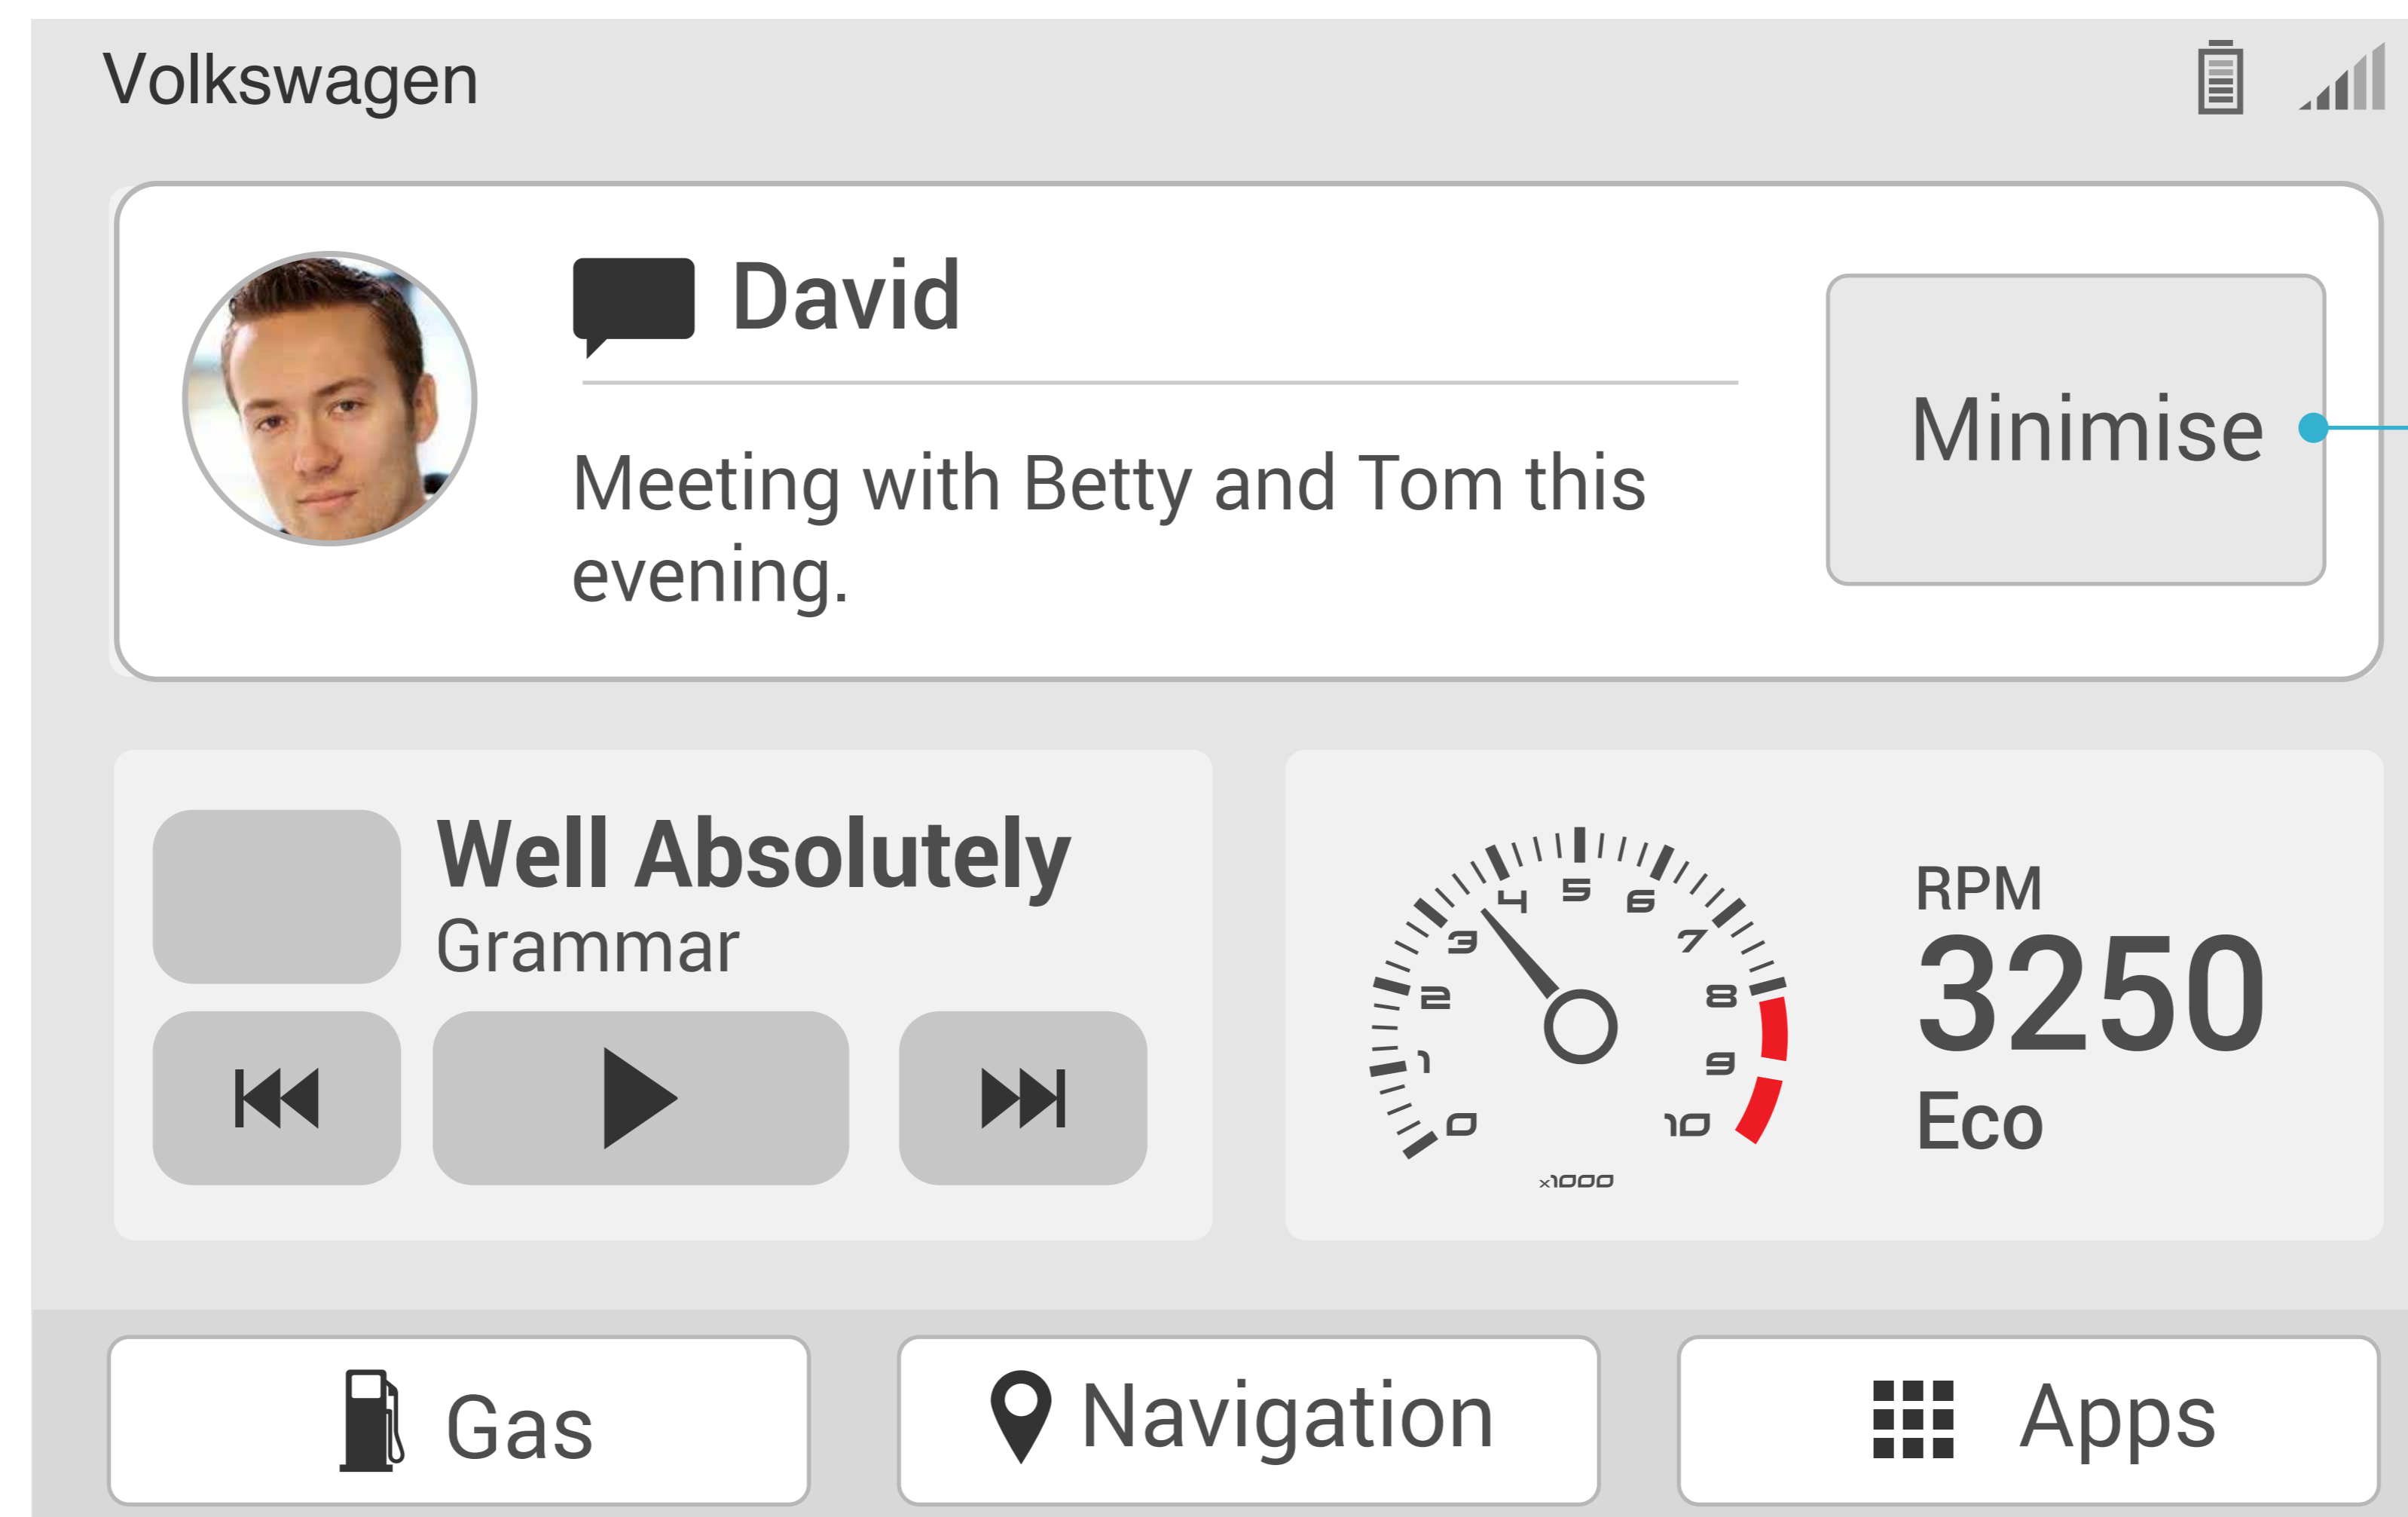 Volkswagen
David
Minimise
Meeting with Betty and Tom this
evening.
Well Absolutely
Grammar
0
1
2
3
4
5
6
7
8
9
10
x1000
RPM
3250
Eco
Gas
Navigation
Apps